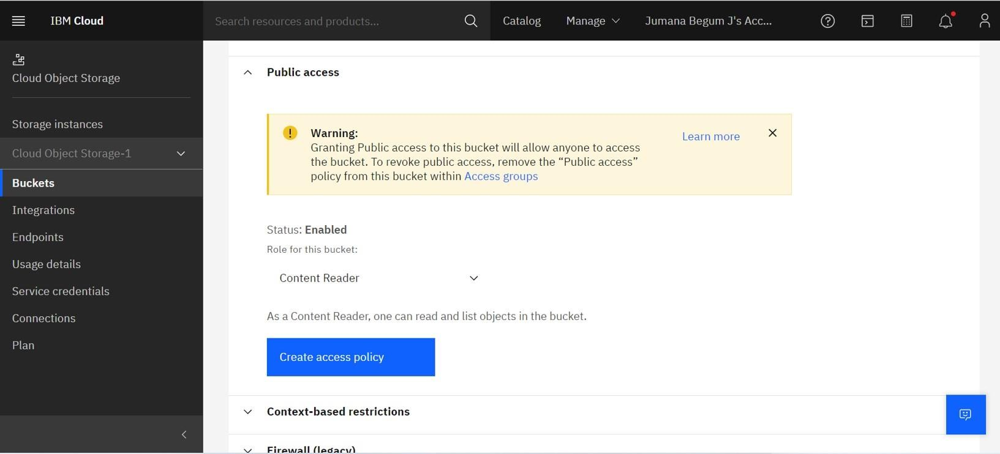 IBM Cloud
Search resources and products...
Catalog
Manage
Jumana Begum J's Acc...
Cloud Object Storage
Storage instances
Cloud Object Storage-1
Buckets
Integrations
Endpoints
Usage details
Service credentials
Connections
Plan
Public access
Warning:
Granting Public access to this bucket will allow anyone to access
the bucket. To revoke public access, remove the “Public access”
policy from this bucket within Access groups
Learn more
Status: Enabled
Role for this bucket:
Content Reader
As a Content Reader, one can read and list objects in the bucket.
Create access policy
Context-based restrictions
Firewall (legacy)